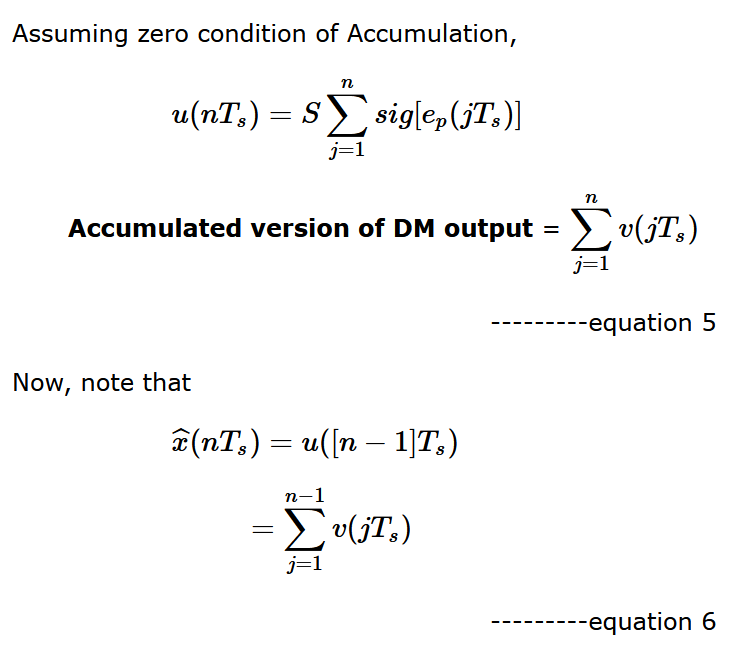 Assuming zero condition of Accumulation,
$u(nT_s) = S\sum_{j=1}^{n} sig[e_p(jT_s)]$
Accumulated version of DM output = $\sum_{j=1}^{n} v(jT_s)$
---------equation 5
Now, note that
$\widehat{x}(nT_s) = u([n-1]T_s)$
$= \sum_{j=1}^{n-1} v(jT_s)$
---------equation 6